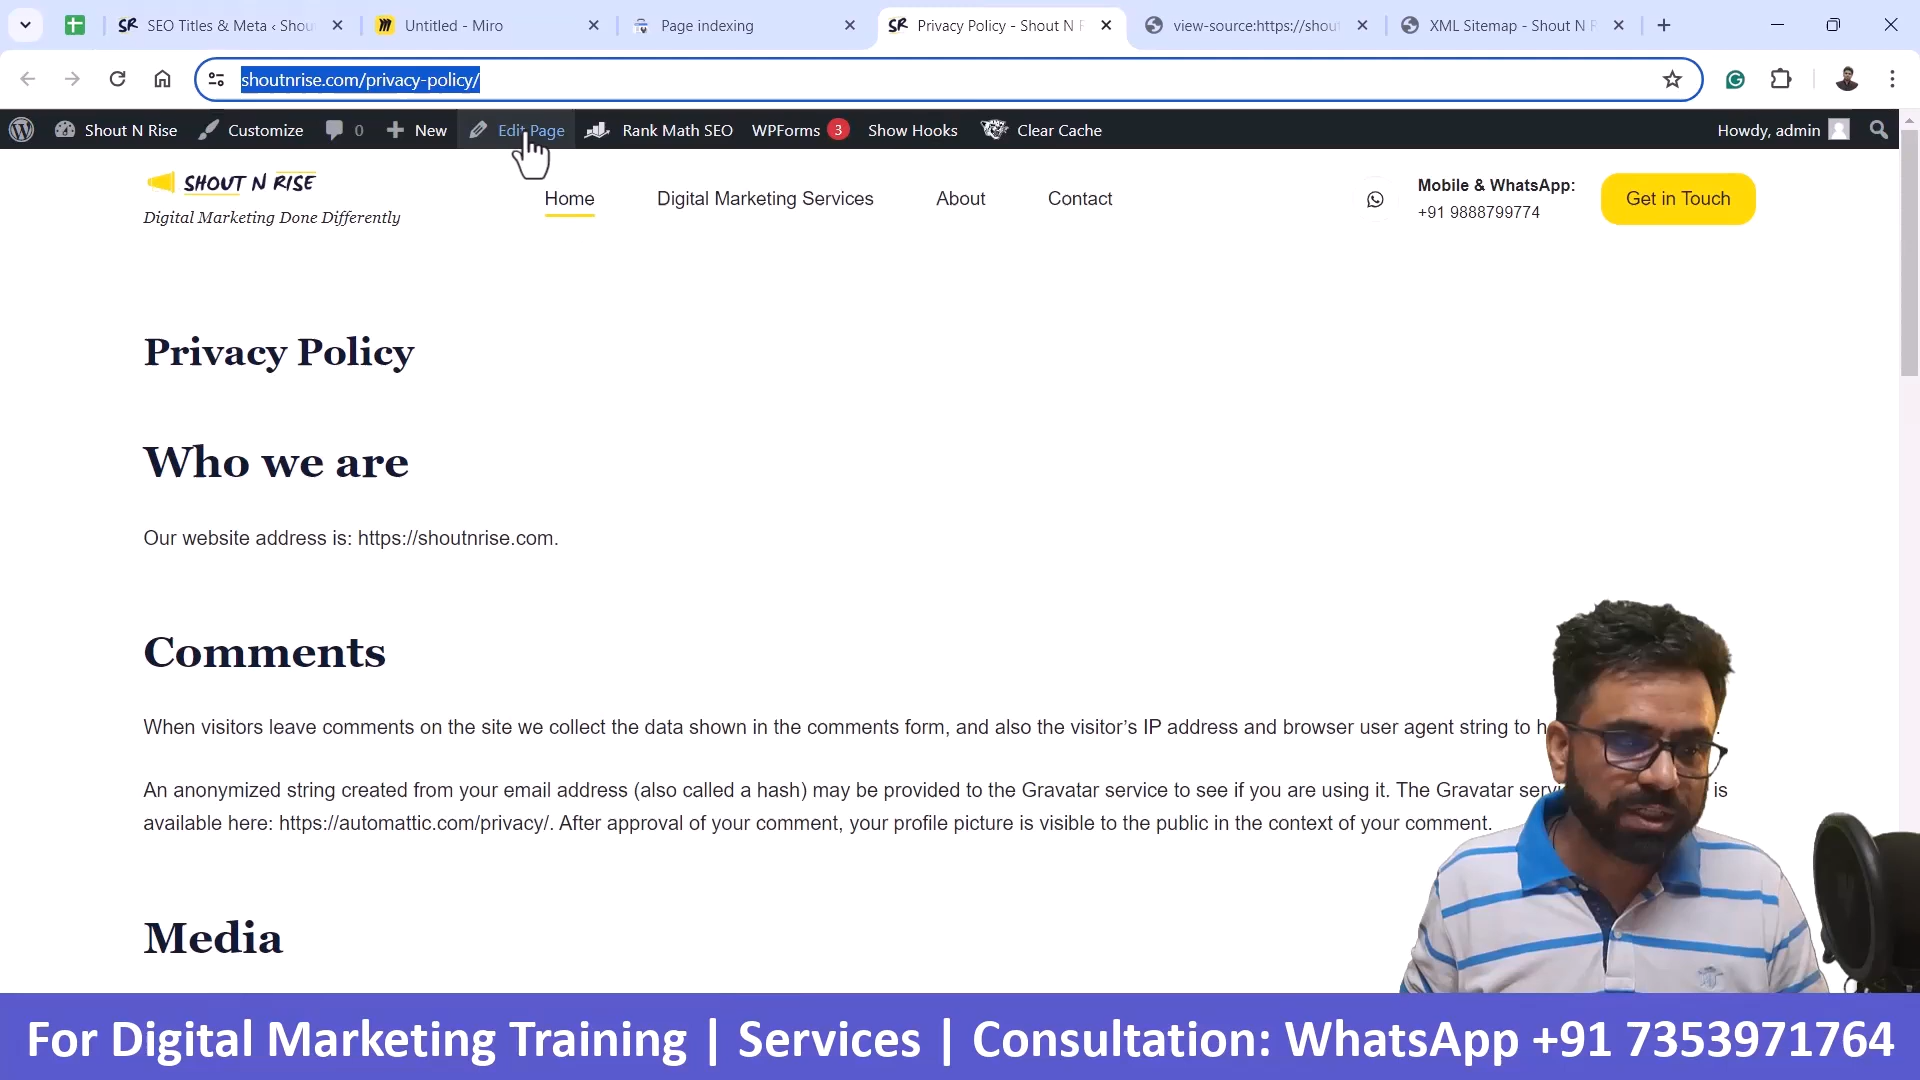 SEO Titles & Meta ‹ Shou
Untitled - Miro
Page indexing
Privacy Policy - Shout N R
view-source:https://shout
XML Sitemap - Shout N R
shoutnrise.com/privacy-policy/
Shout N Rise
Customize
0
New
Edit Page
Rank Math SEO
WPForms 3
Show Hooks
Clear Cache
Howdy, admin
SHOUT N RISE
Digital Marketing Done Differently
Home
Digital Marketing Services
About
Contact
Mobile & WhatsApp:
+91 9888799774
Get in Touch
Privacy Policy
Who we are
Our website address is: https://shoutnrise.com.
Comments
When visitors leave comments on the site we collect the data shown in the comments form, and also the visitor’s IP address and browser user agent string to h
An anonymized string created from your email address (also called a hash) may be provided to the Gravatar service to see if you are using it. The Gravatar serv is
available here: https://automattic.com/privacy/. After approval of your comment, your profile picture is visible to the public in the context of your comment.
Media
For Digital Marketing Training | Services | Consultation: WhatsApp +91 7353971764